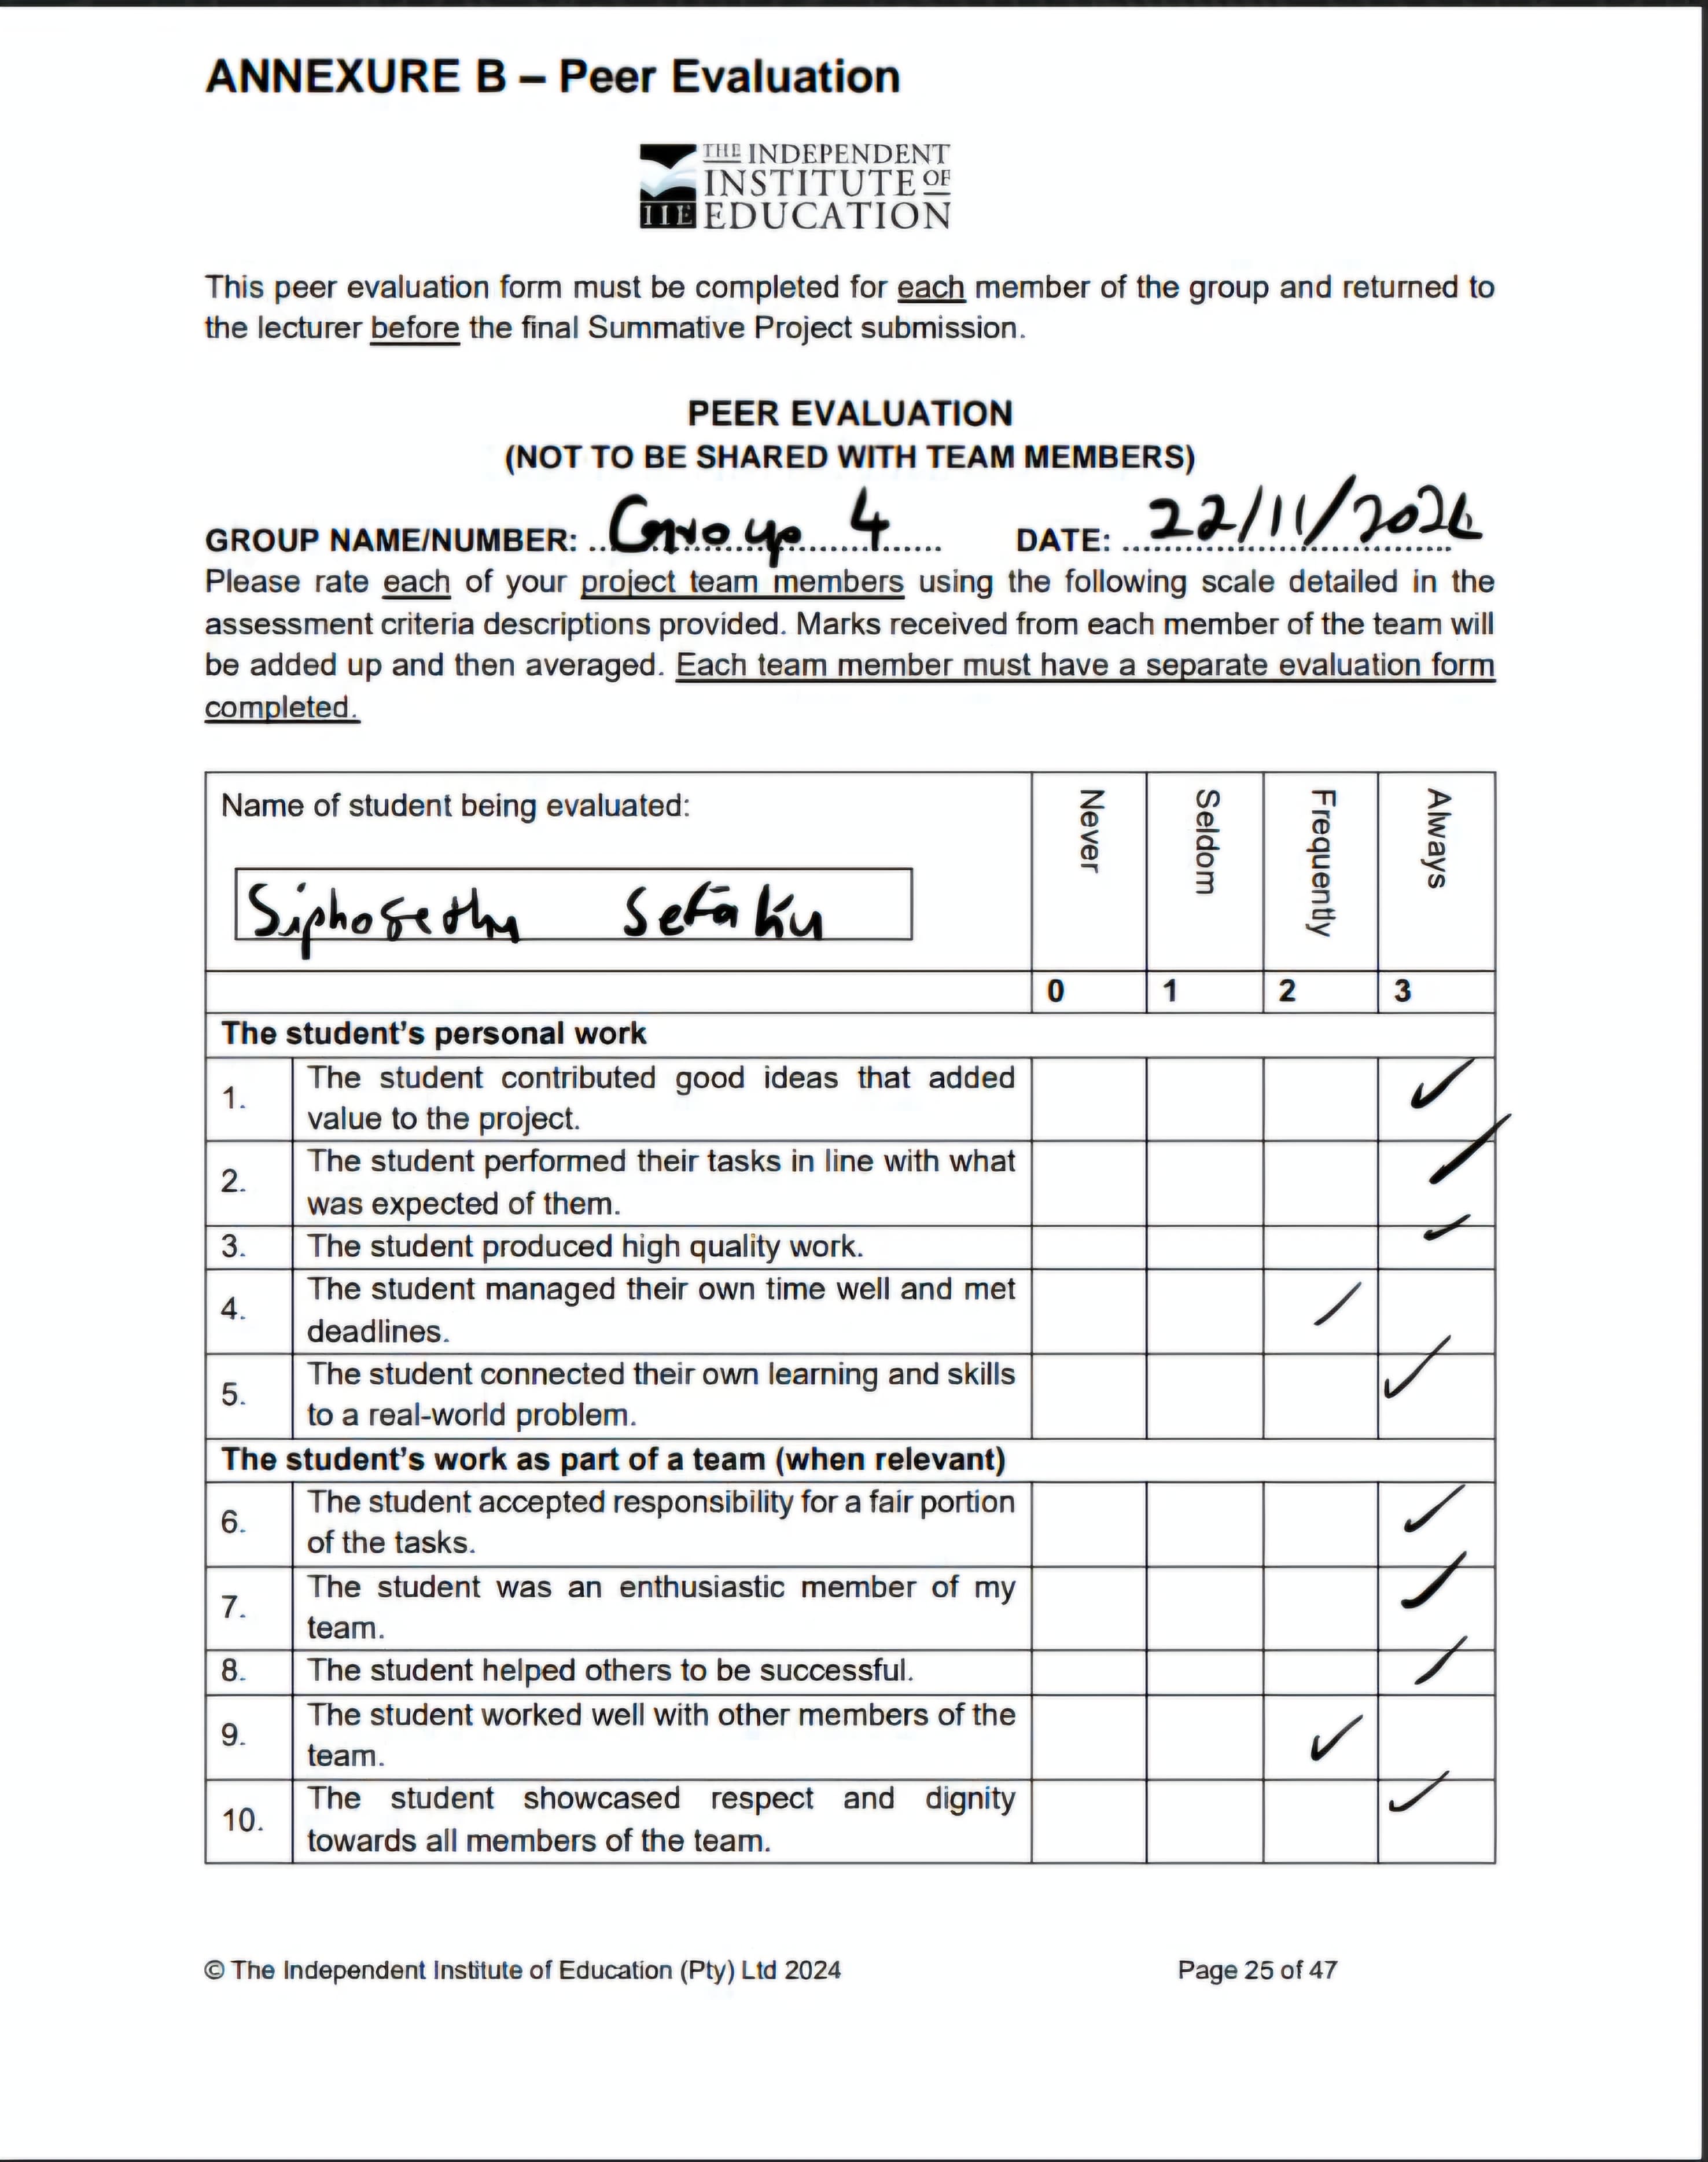 ANNEXURE B – Peer Evaluation
THE INDEPENDENT
INSTITUTE OF
IIE EDUCATION
This peer evaluation form must be completed for each member of the group and returned to
the lecturer before the final Summative Project submission.
PEER EVALUATION
(NOT TO BE SHARED WITH TEAM MEMBERS)
GROUP NAME/NUMBER: Group 4 DATE: 22/11/2024
Please rate each of your project team members using the following scale detailed in the
assessment criteria descriptions provided. Marks received from each member of the team will
be added up and then averaged. Each team member must have a separate evaluation form
completed.
Name of student being evaluated:
Never
Seldom
Frequently
Always
0 1 2 3
The student's personal work
1. The student contributed good ideas that added
value to the project. ✓
2. The student performed their tasks in line with what
was expected of them. ✓
3. The student produced high quality work. ✓
4. The student managed their own time well and met
deadlines. ✓
5. The student connected their own learning and skills
to a real-world problem. ✓
The student's work as part of a team (when relevant)
6. The student accepted responsibility for a fair portion
of the tasks. ✓
7. The student was an enthusiastic member of my
team. ✓
8. The student helped others to be successful. ✓
9. The student worked well with other members of the
team. ✓
10. The student showcased respect and dignity
towards all members of the team. ✓
© The Independent Institute of Education (Pty) Ltd 2024 Page 25 of 47